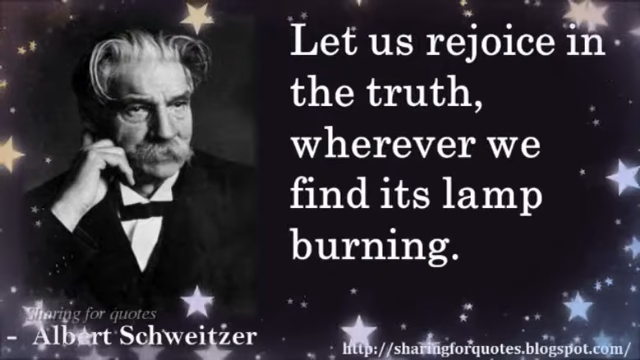 Let us rejoice in
the truth,
wherever we
find its lamp
burning.
Sharing for quotes
- Albert Schweitzer
http://sharingforquotes.blogspot.com/